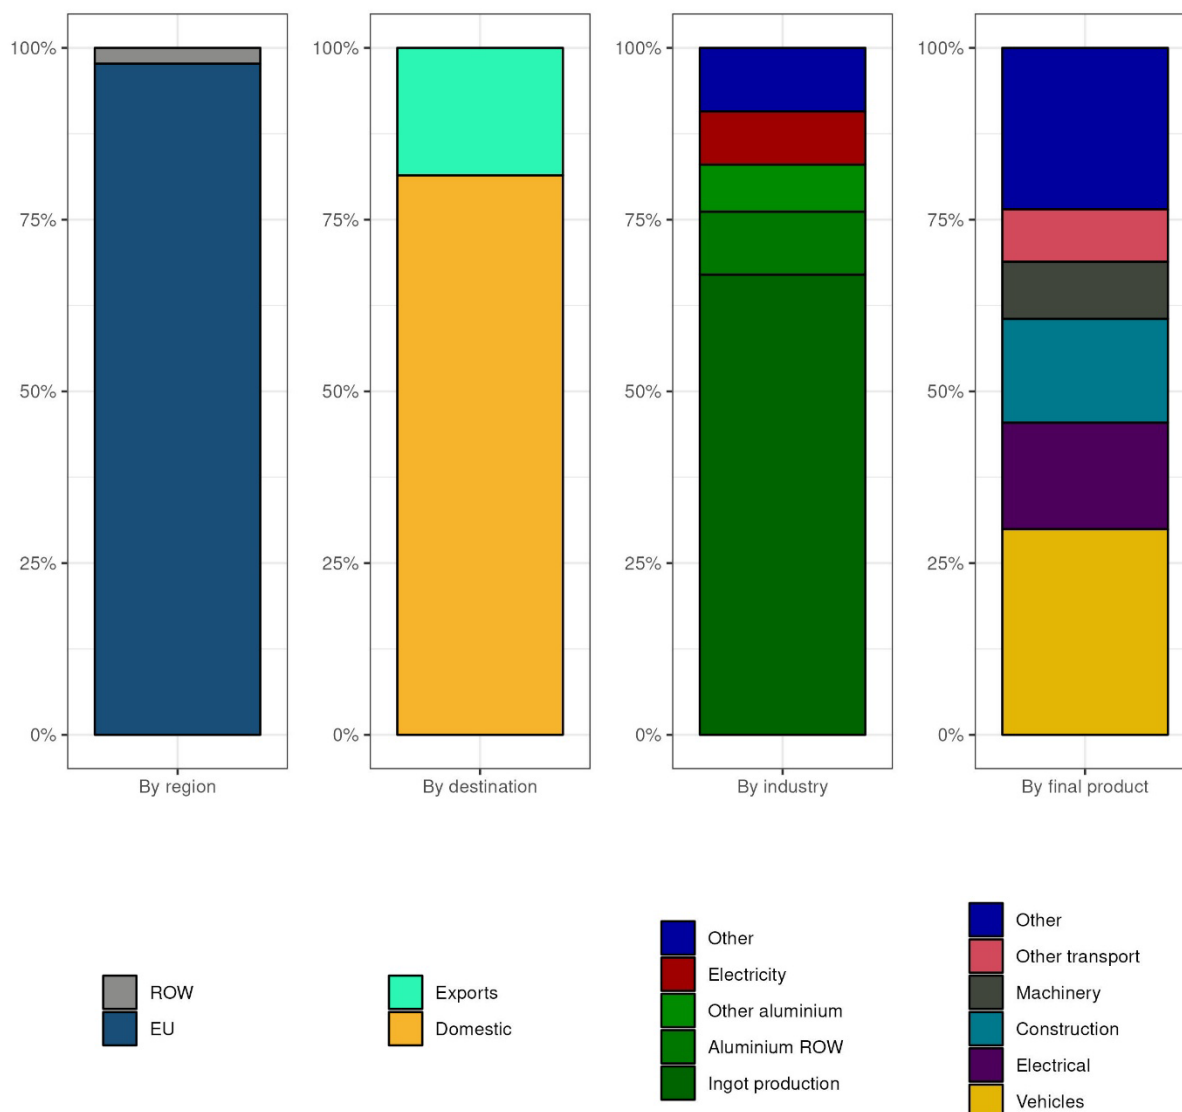 100%
75%
50%
25%
0%
By region
100%
75%
50%
25%
0%
By destination
100%
75%
50%
25%
0%
By industry
100%
75%
50%
25%
0%
By final product
ROW
EU
Exports
Domestic
Other
Electricity
Other aluminium
Aluminium ROW
Ingot production
Other
Other transport
Machinery
Construction
Electrical
Vehicles